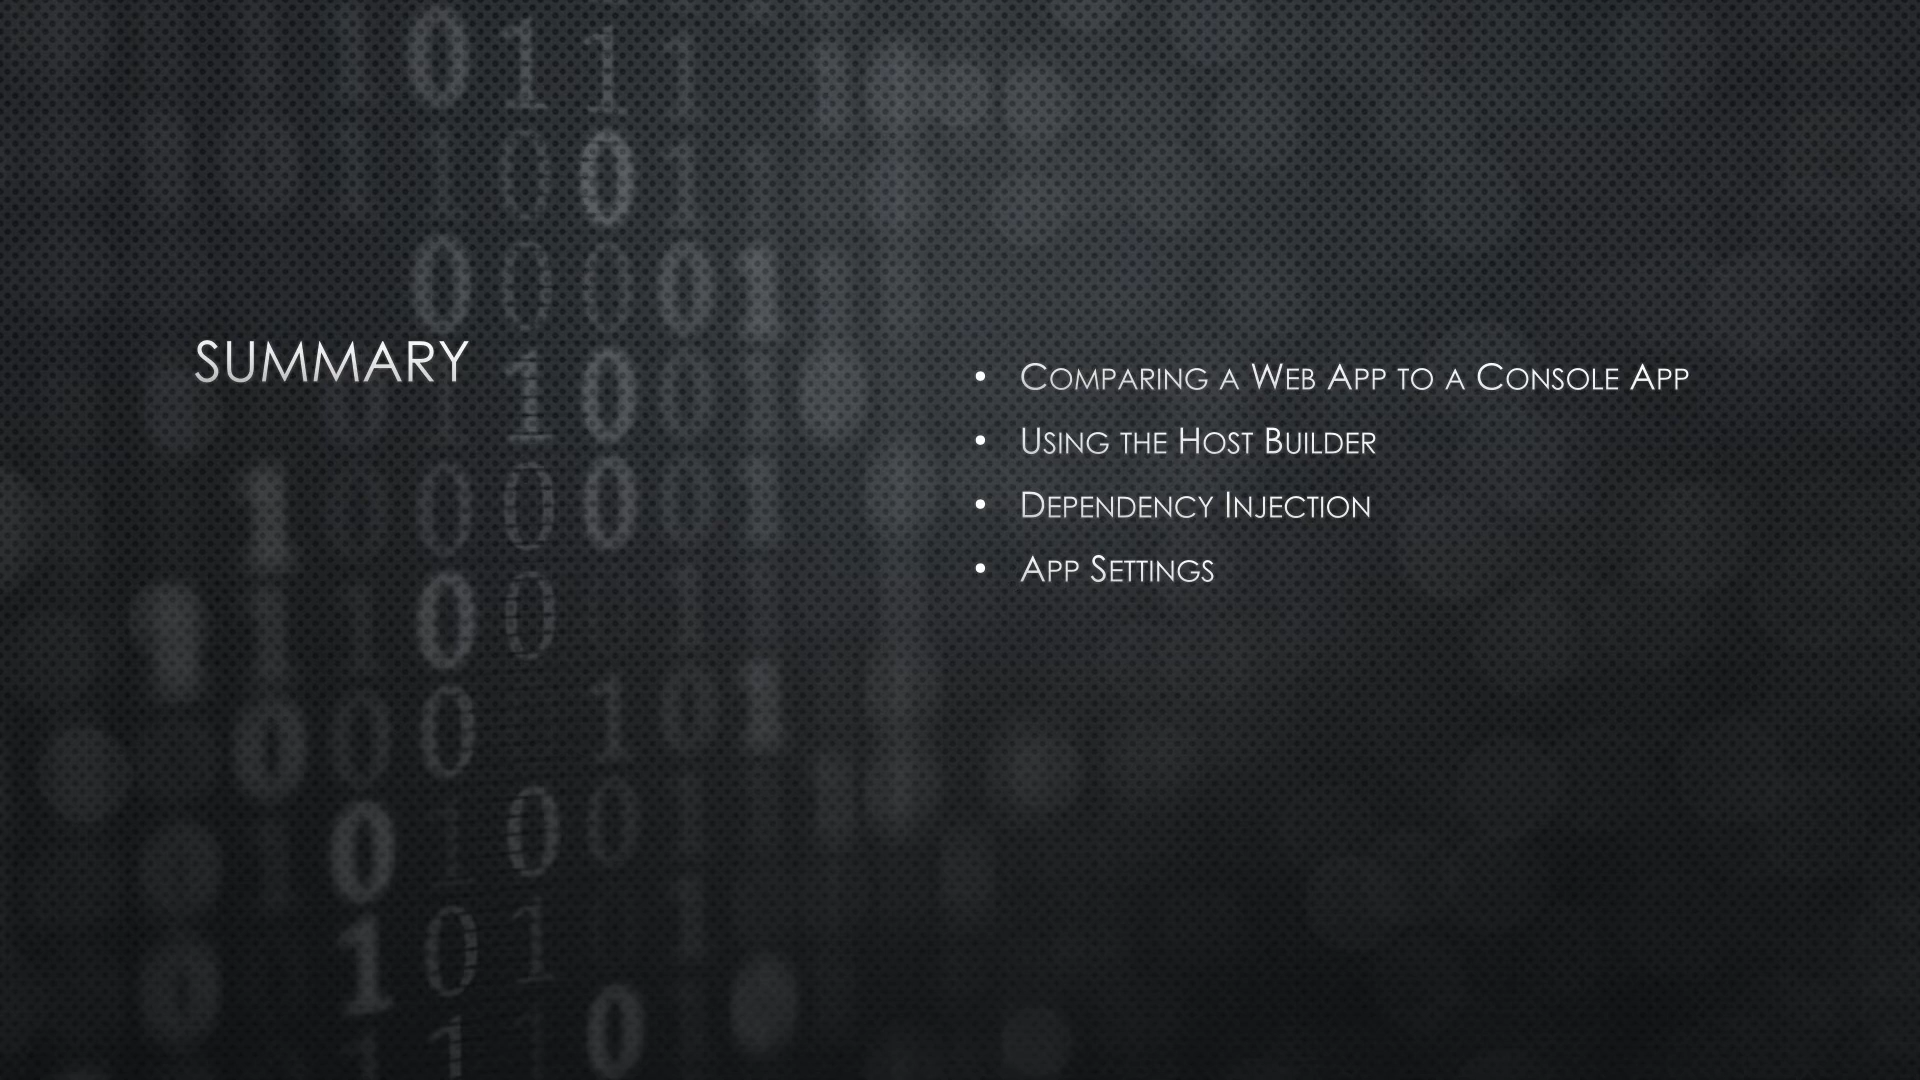 SUMMARY
• Comparing a Web App to a Console App
• Using the Host Builder
• Dependency Injection
• App Settings